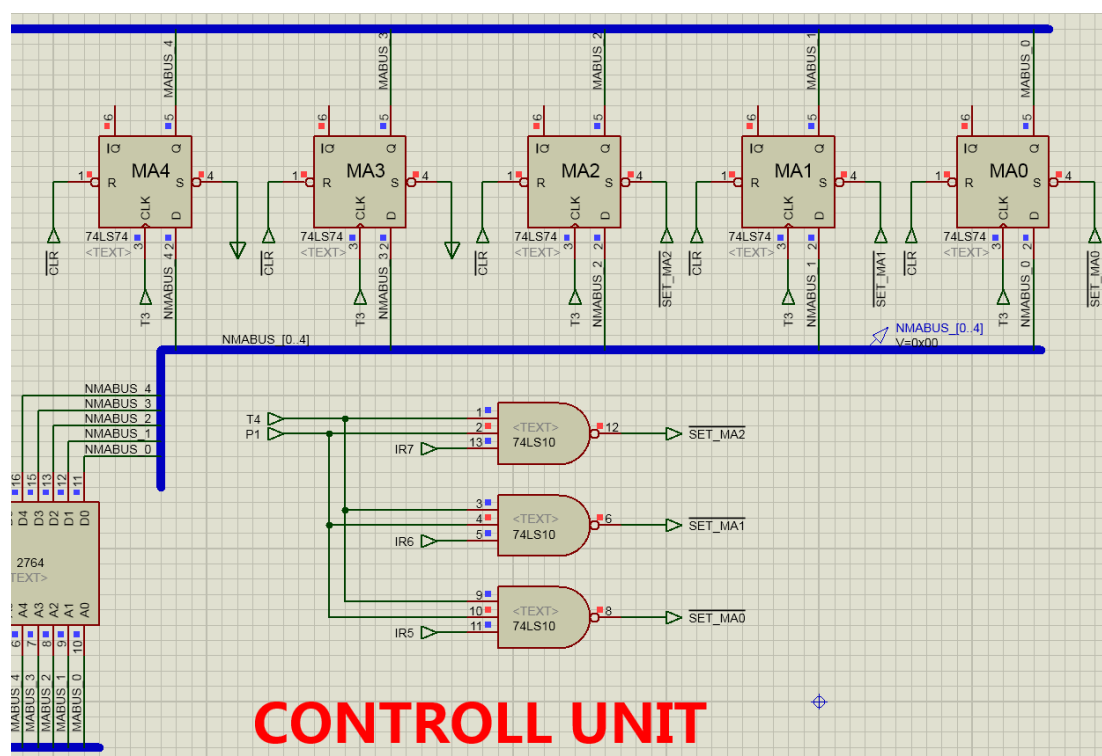 MABUS_4
MABUS_3
MABUS_2
MABUS_1
MABUS_0
6 5 6 5 6 5 6 5 6 5
Q Q Q Q Q Q Q Q Q Q
MA4 MA3 MA2 MA1 MA0
1 R S 4 1 R S 4 1 R S 4 1 R S 4 1 R S 4
CLK D CLK D CLK D CLK D CLK D
74LS74 3 2 74LS74 3 2 74LS74 3 2 74LS74 3 2 74LS74 3 2
<TEXT> <TEXT> <TEXT> <TEXT> <TEXT>
CLR CLR CLR SET_MA2 CLR SET_MA1 CLR SET_MA0
T3 NMABUS_4 T3 NMABUS_3 T3 NMABUS_2 T3 NMABUS_1 T3 NMABUS_0
NMABUS_[0..4]
NMABUS_[0..4]
V=0x00
NMABUS_4
NMABUS_3
NMABUS_2
NMABUS_1
NMABUS_0
T4
P1
IR7
1
2
13
<TEXT>
74LS10
12
SET_MA2
IR6
3
4
5
<TEXT>
74LS10
6
SET_MA1
IR5
9
10
11
<TEXT>
74LS10
8
SET_MA0
16 15 13 12 11
D4 D3 D2 D1 D0
2764
TEXT>
A4 A3 A2 A1 A0
6 7 8 9 10
MABUS_4 MABUS_3 MABUS_2 MABUS_1 MABUS_0
CONTROLL UNIT